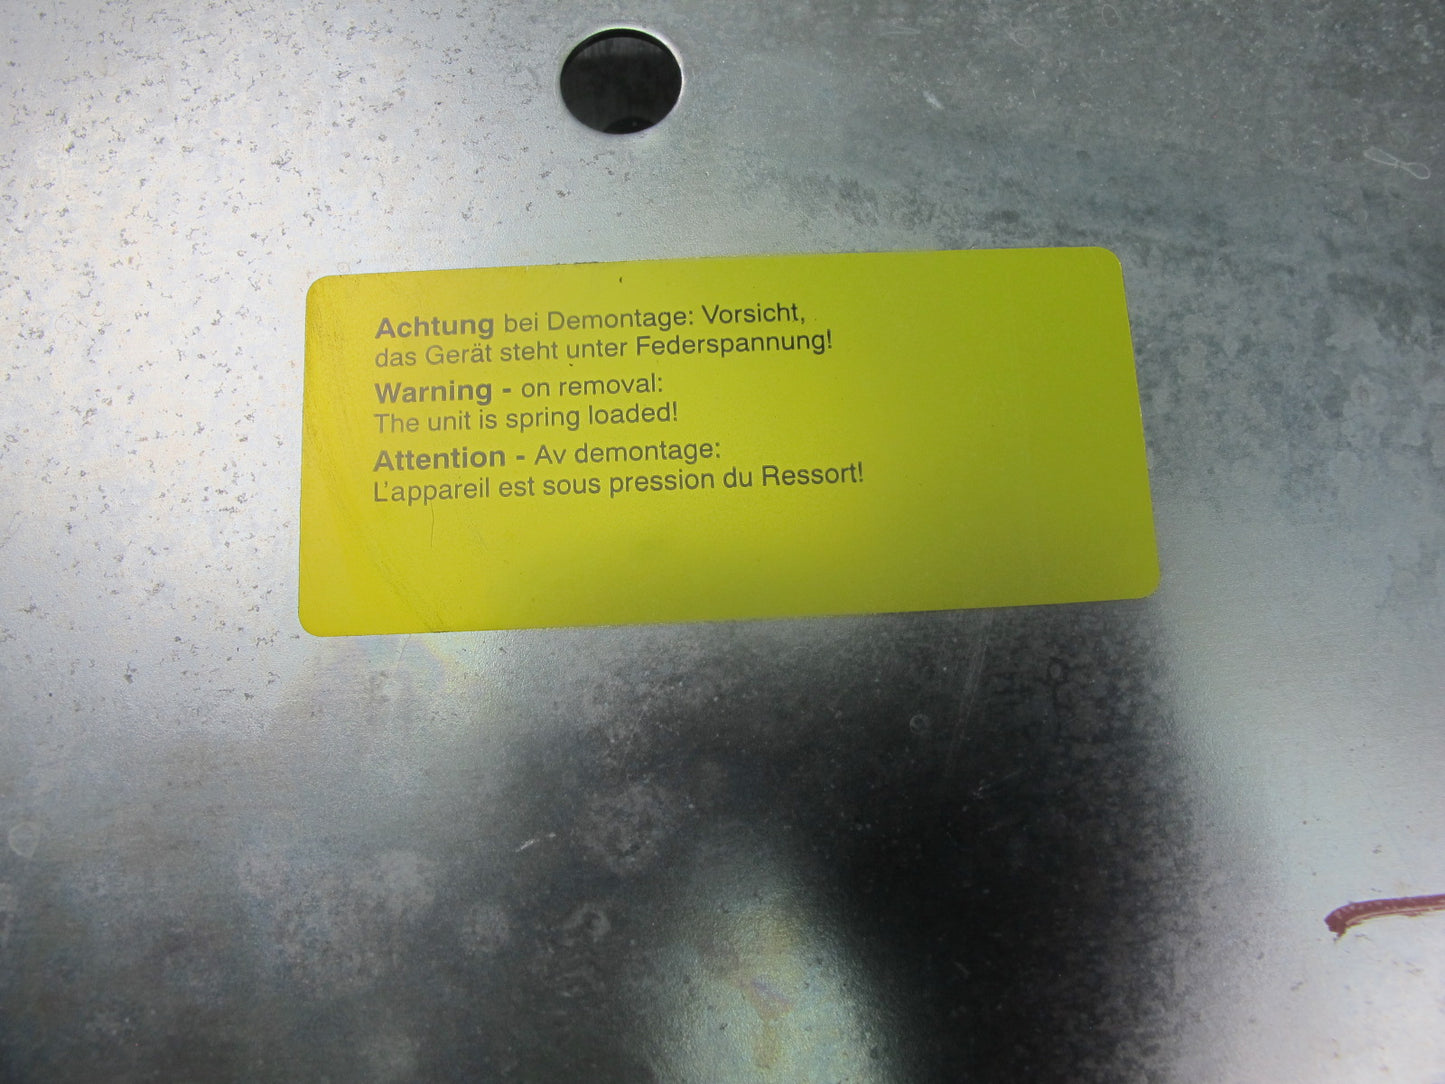 Achtung bei Demontage: Vorsicht,
das Gerät steht unter Federspannung!
Warning - on removal:
The unit is spring loaded!
Attention - Av demontage:
L'appareil est sous pression du Ressort!